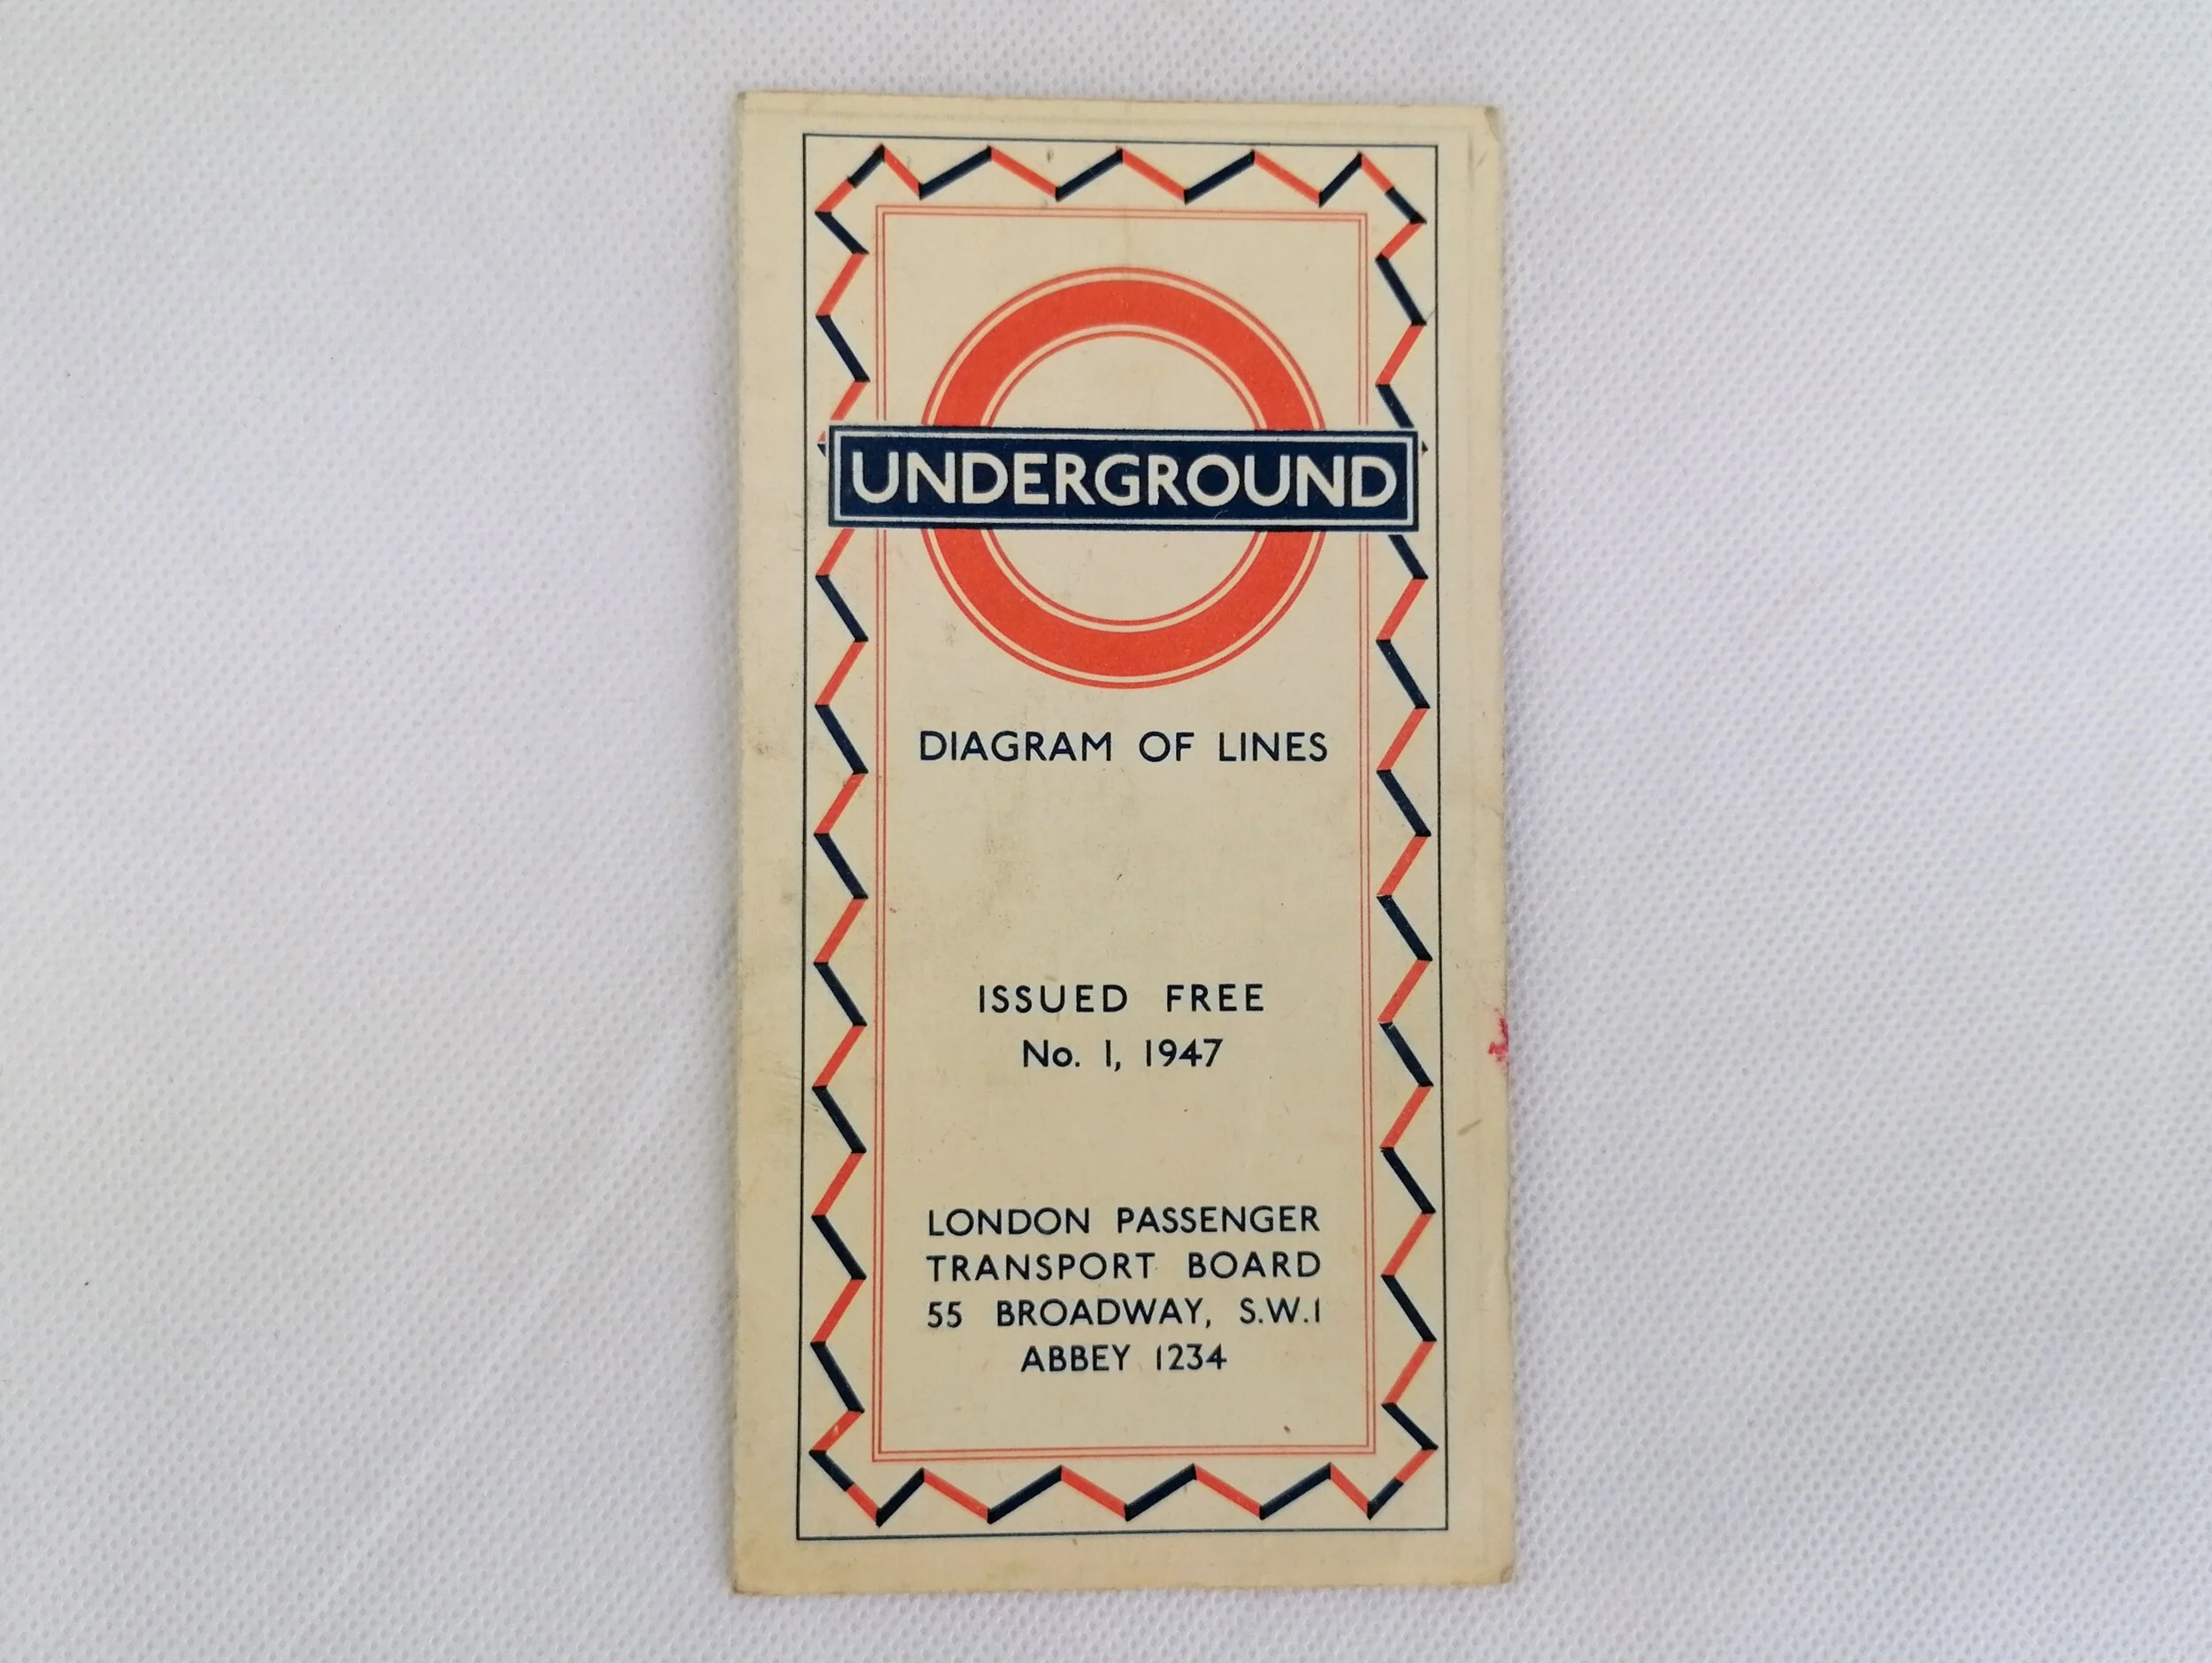 UNDERGROUND
DIAGRAM OF LINES
ISSUED FREE
No. 1, 1947
LONDON PASSENGER
TRANSPORT BOARD
55 BROADWAY, S.W.1
ABBEY 1234